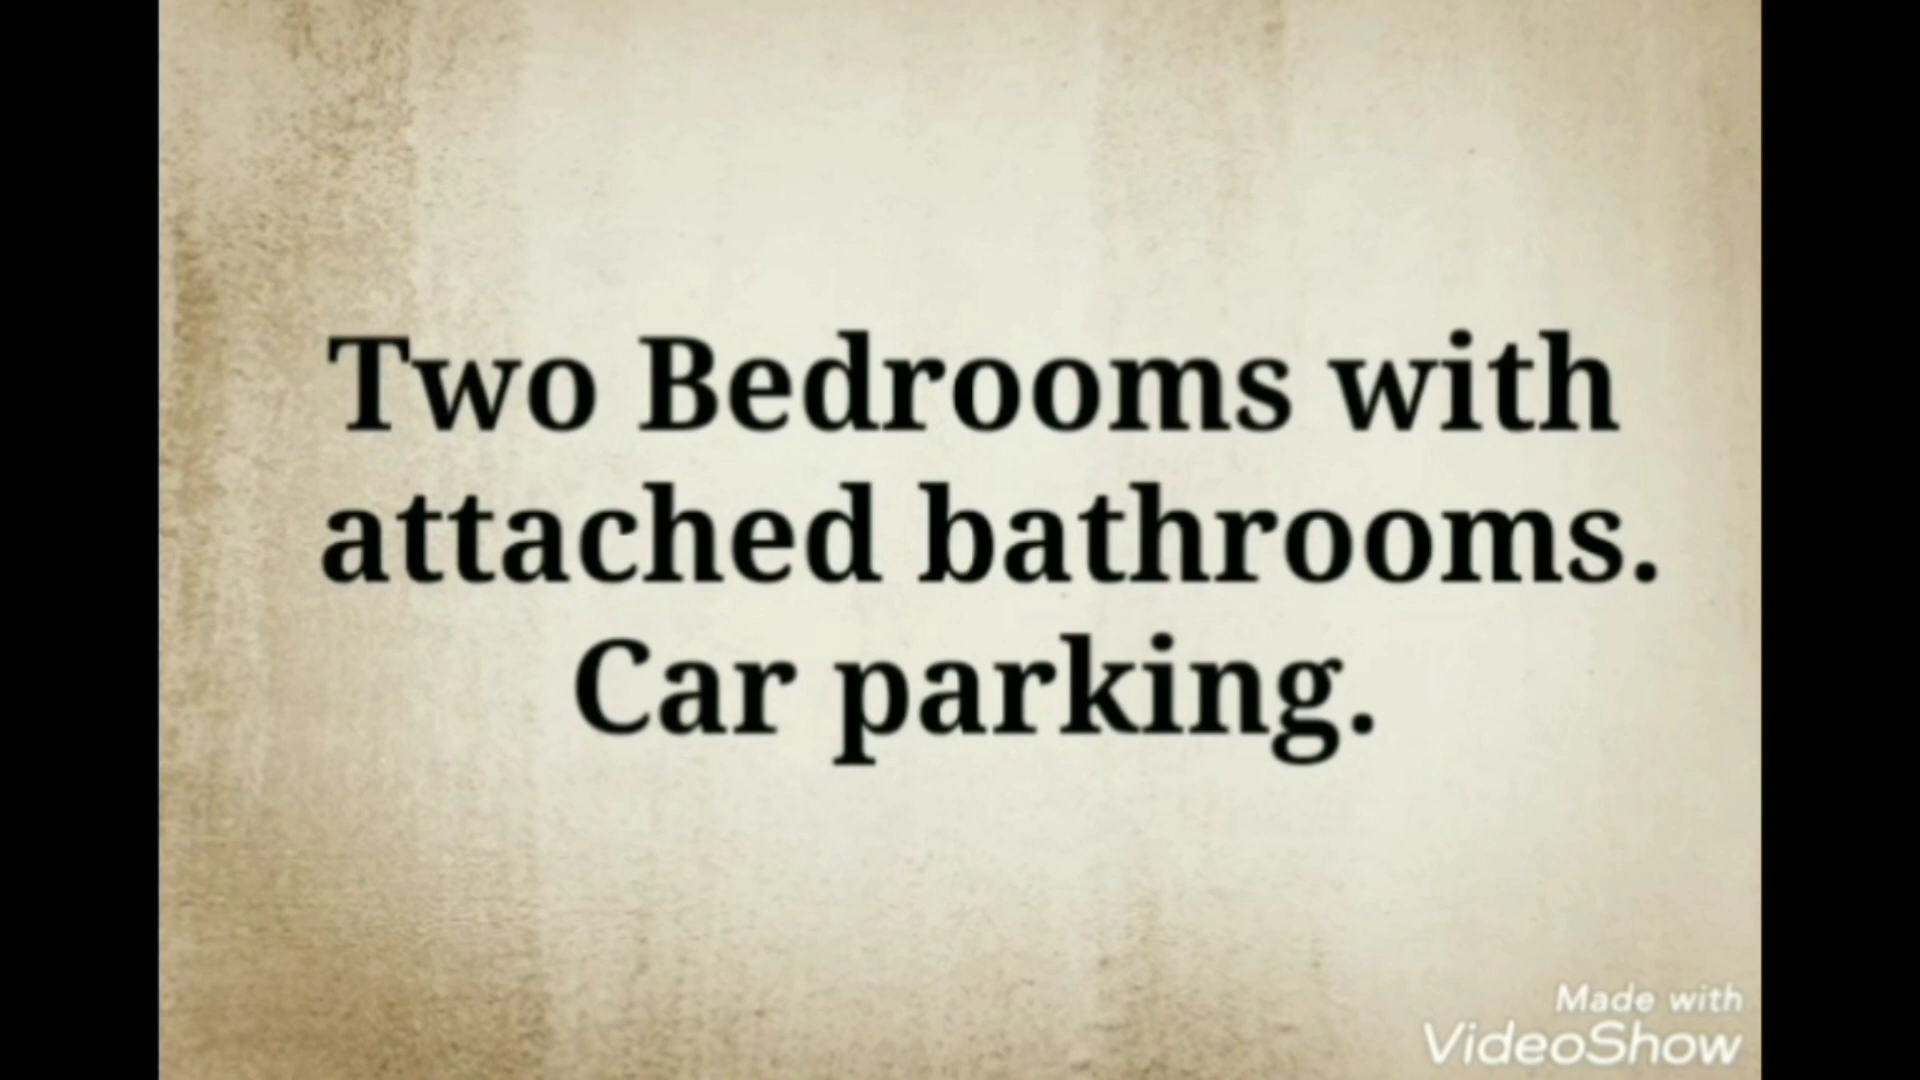 Two Bedrooms with
attached bathrooms.
Car parking.
Made with
VideoShow